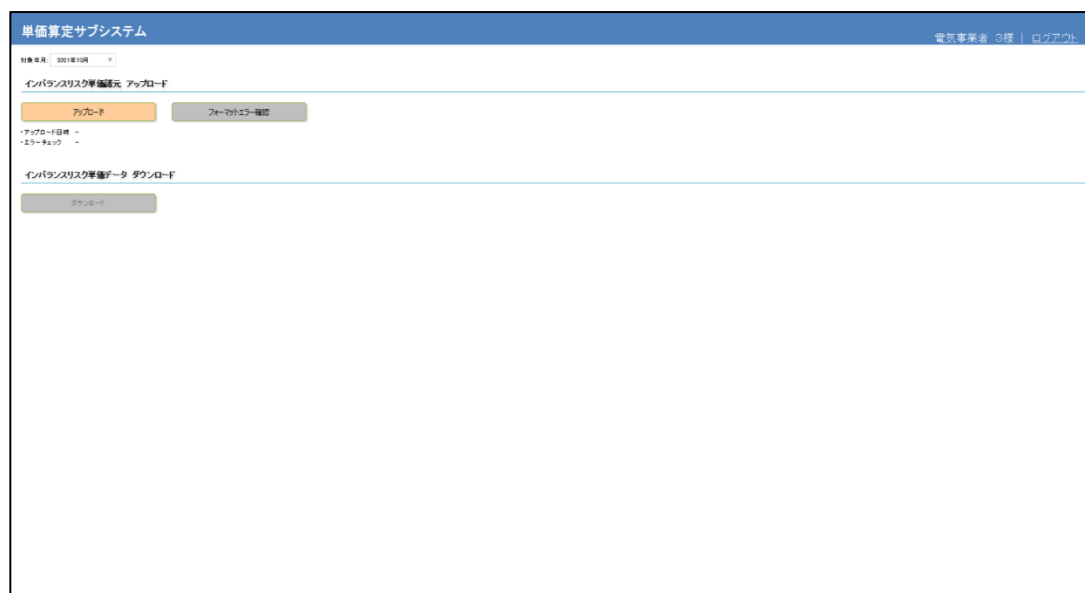 単価算定サブシステム
電気事業者 3様 | ログアウト
対象年月: 2021年10月 ▼
インバランスリスク単価諸元 アップロード
アップロード フォーマットエラー確認
・アップロード日時 -
・エラーチェック -
インバランスリスク単価データ ダウンロード
ダウンロード